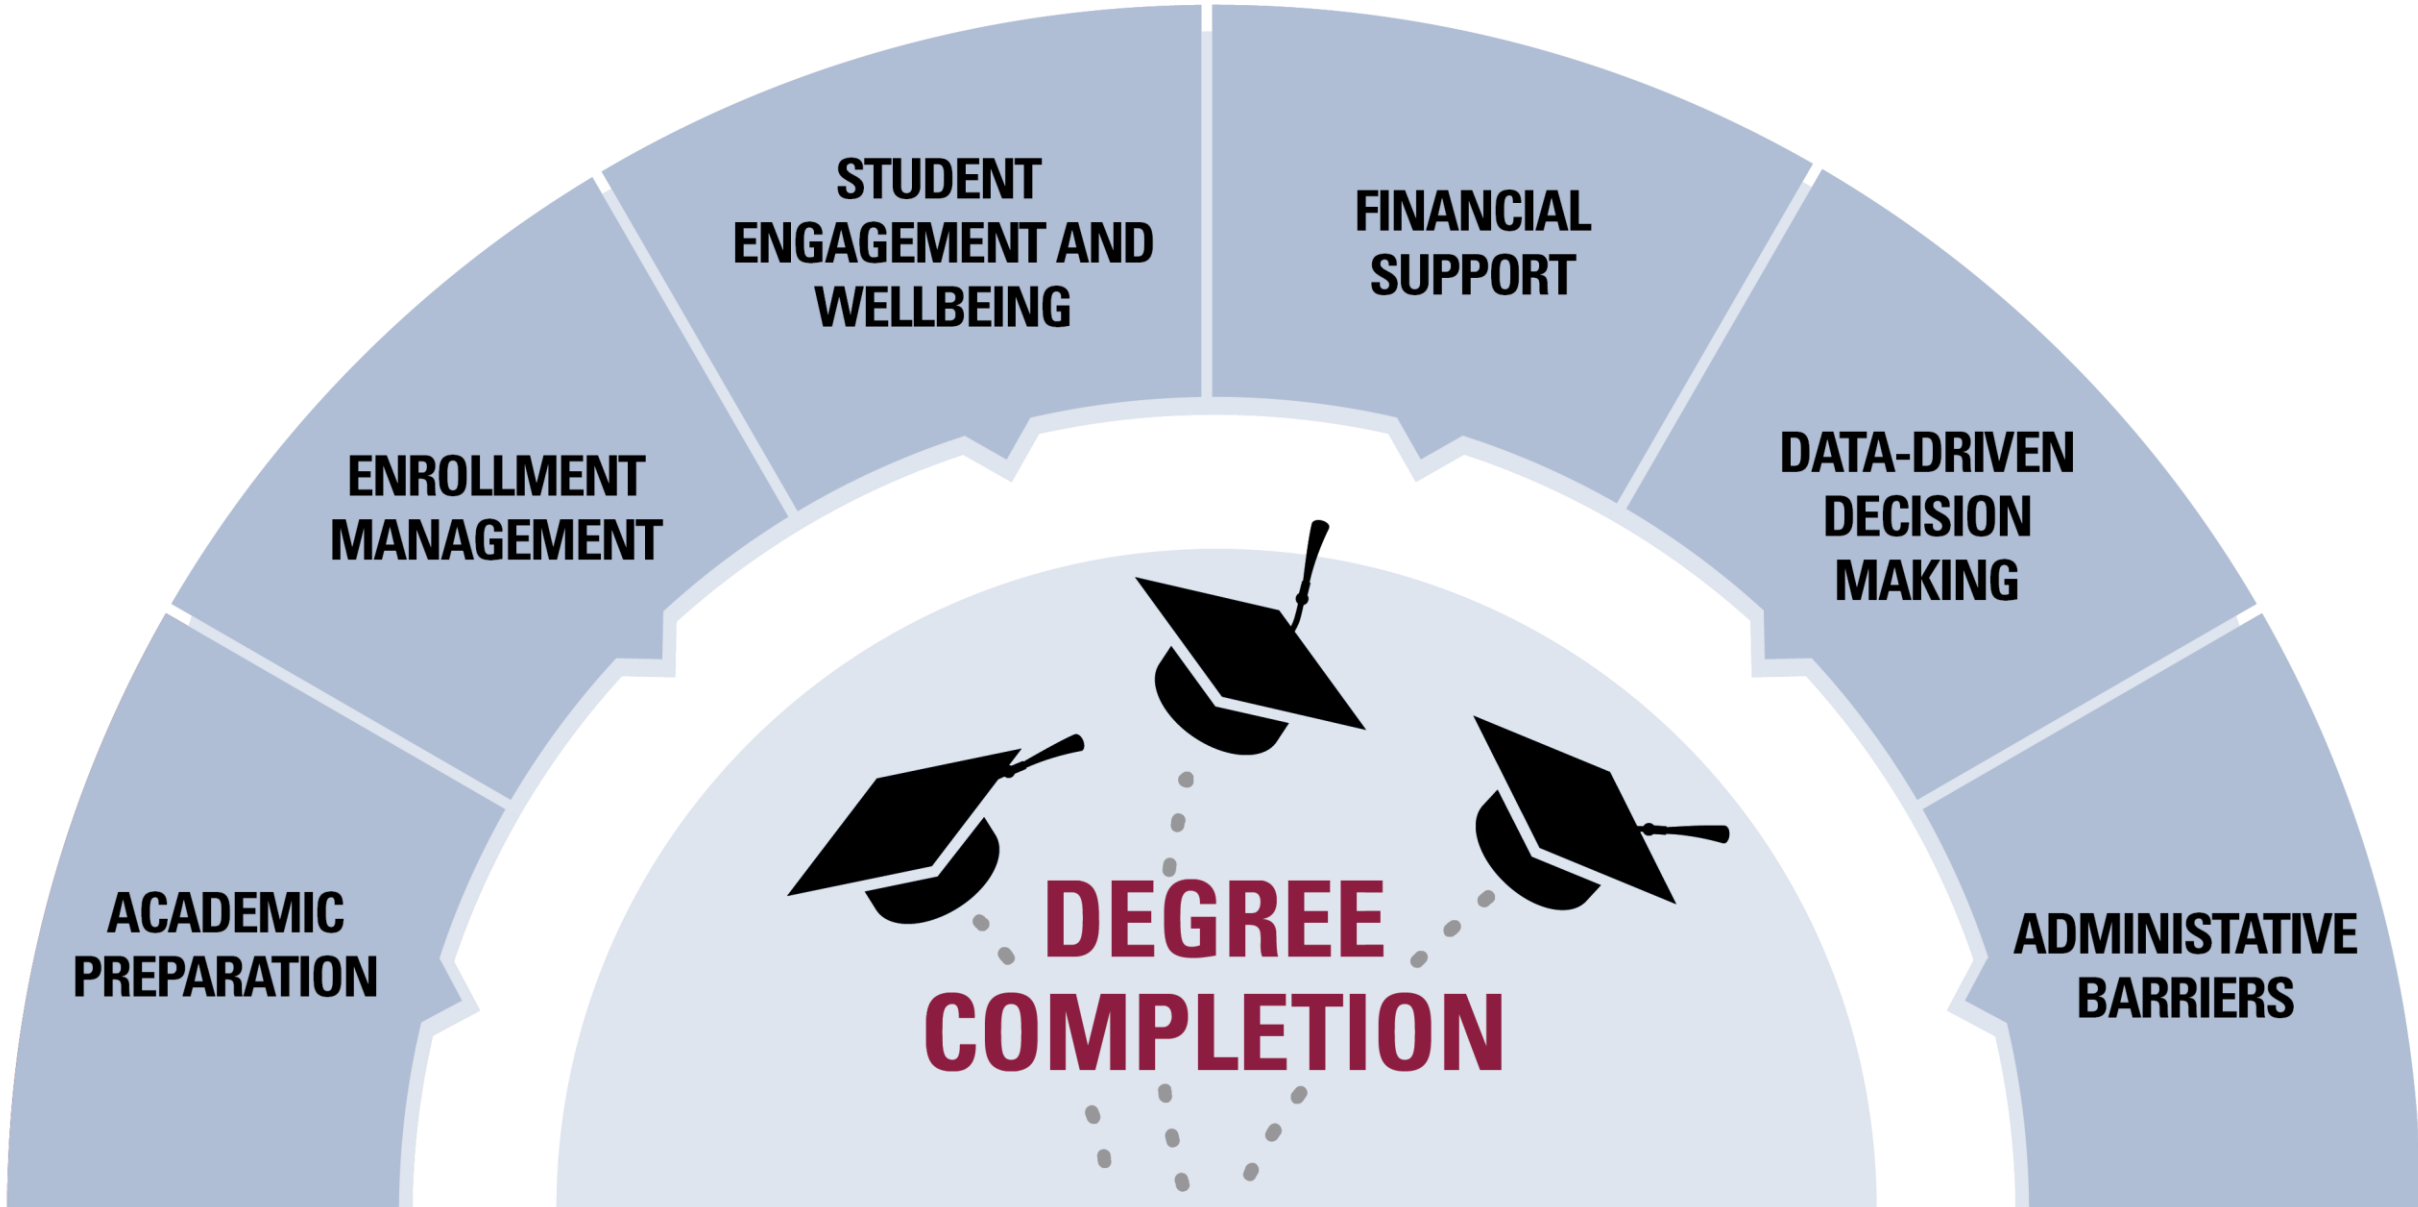 ACADEMIC
PREPARATION
ENROLLMENT
MANAGEMENT
STUDENT
ENGAGEMENT AND
WELLBEING
FINANCIAL
SUPPORT
DATA-DRIVEN
DECISION
MAKING
ADMINISTATIVE
BARRIERS
DEGREE
COMPLETION